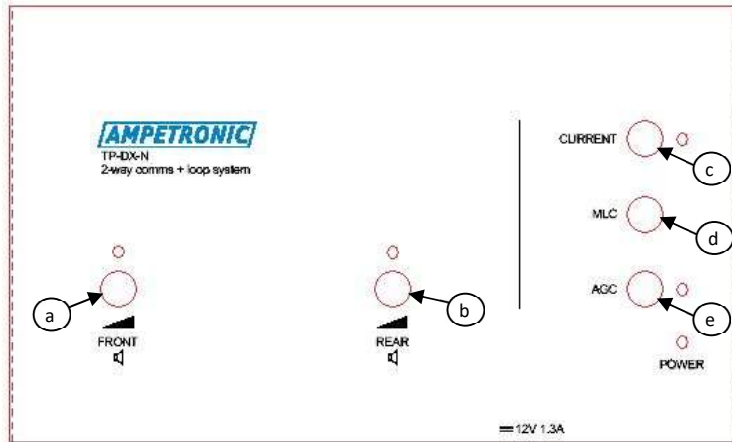 AMPETRONIC
TP-DX-N
2-way comms + loop system
CURRENT
c
MLC
d
a
b
AGC
e
FRONT
REAR
POWER
12V 1.3A